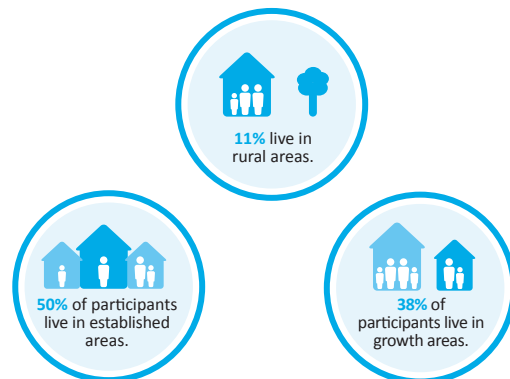 11% live in
rural areas.
50% of participants
live in established
areas.
38% of
participants live in
growth areas.